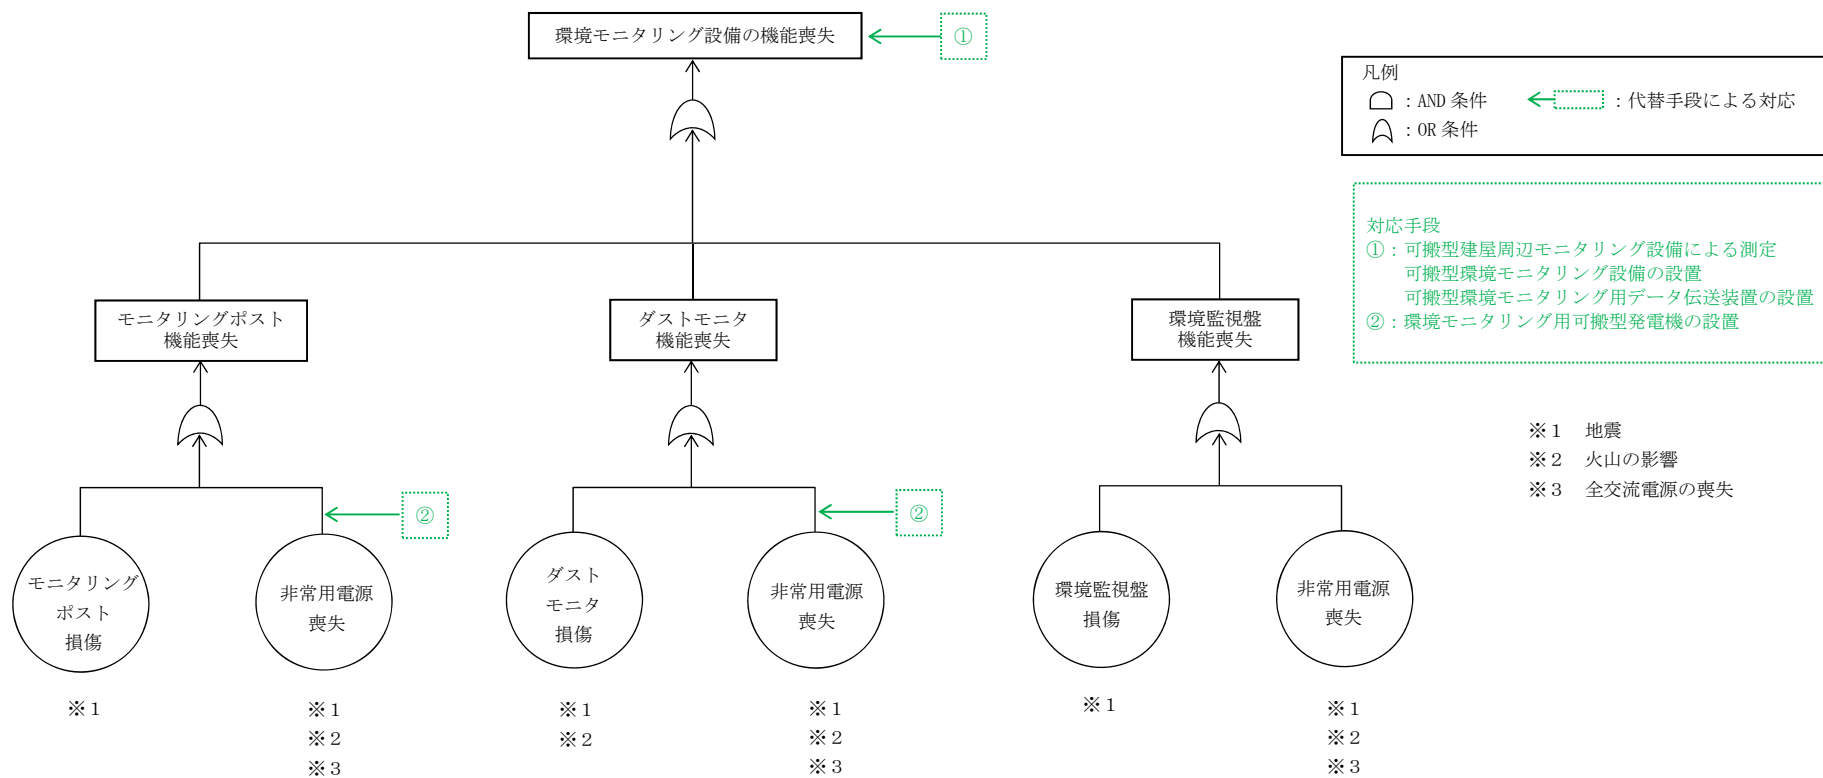 環境モニタリング設備の機能喪失
①
凡例
：AND 条件
：代替手段による対応
：OR 条件
対応手段
①：可搬型建屋周辺モニタリング設備による測定
可搬型環境モニタリング設備の設置
可搬型環境モニタリング用データ伝送装置の設置
②：環境モニタリング用可搬型発電機の設置
モニタリングポスト
機能喪失
ダストモニタ
機能喪失
環境監視盤
機能喪失
※１　地震
※２　火山の影響
※３　全交流電源の喪失
②
②
モニタリング
ポスト
損傷
非常用電源
喪失
ダスト
モニタ
損傷
非常用電源
喪失
環境監視盤
損傷
非常用電源
喪失
※１
※１
※２
※３
※１
※２
※１
※２
※３
※１
※１
※２
※３